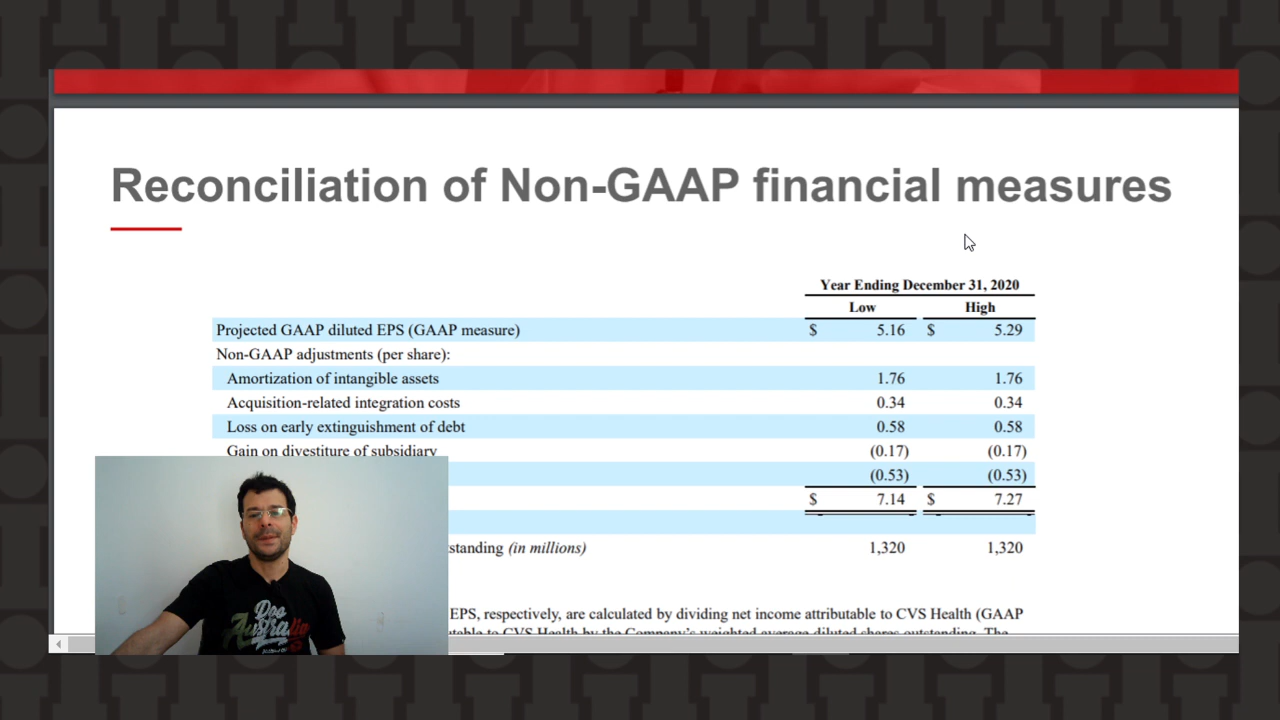 Reconciliation of Non-GAAP financial measures
Year Ending December 31, 2020
Low High
Projected GAAP diluted EPS (GAAP measure) $ 5.16 $ 5.29
Non-GAAP adjustments (per share):
Amortization of intangible assets 1.76 1.76
Acquisition-related integration costs 0.34 0.34
Loss on early extinguishment of debt 0.58 0.58
Gain on divestiture of subsidiary (0.17) (0.17)
(0.53) (0.53)
$ 7.14 $ 7.27
standing (in millions) 1,320 1,320
EPS, respectively, are calculated by dividing net income attributable to CVS Health (GAAP
table to CVS Health by the Company's weighted average diluted shares outstanding. The
Dog
Australia